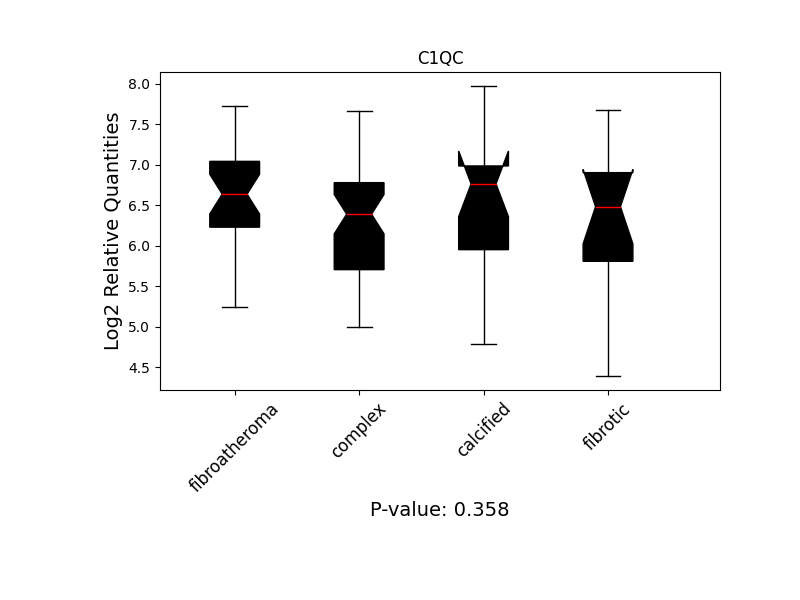 C1QC
Log2 Relative Quantities
8.0
7.5
7.0
6.5
6.0
5.5
5.0
4.5
fibroatheroma
complex
calcified
fibrotic
P-value: 0.358